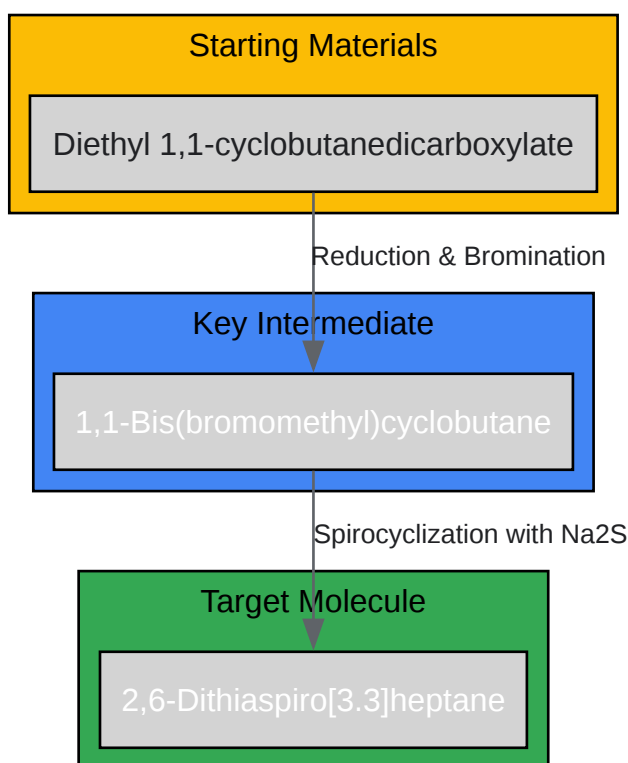 Starting Materials
Diethyl 1,1-cyclobutanedicarboxylate
Reduction & Bromination
Key Intermediate
1,1-Bis(bromomethyl)cyclobutane
Spirocyclization with Na2S
Target Molecule
2,6-Dithiaspiro[3.3]heptane